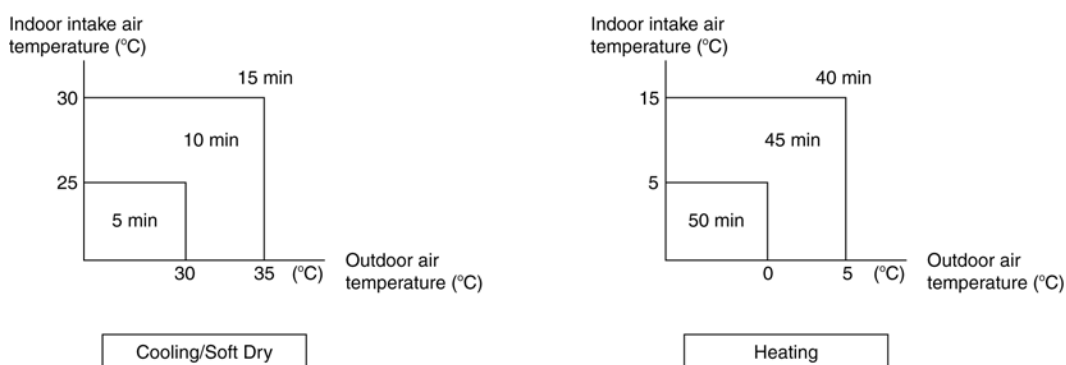 Indoor intake air
temperature (°C)
15 min
30
10 min
25
5 min
30 35 (°C)
Outdoor air
temperature (°C)
Cooling/Soft Dry
Indoor intake air
temperature (°C)
40 min
15
45 min
5
50 min
0 5 (°C)
Outdoor air
temperature (°C)
Heating